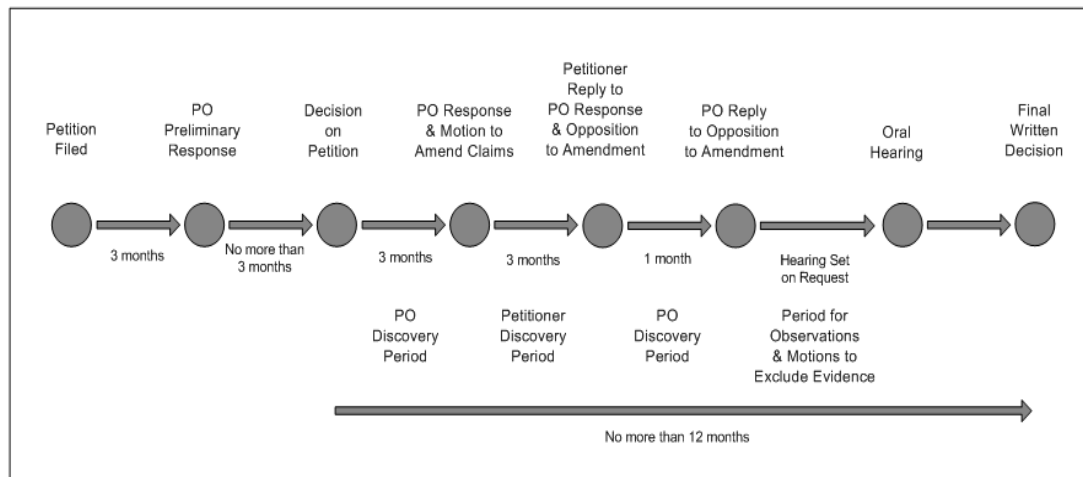 Petition
Filed
PO
Preliminary
Response
Decision
on
Petition
PO Response
& Motion to
Amend Claims
Petitioner
Reply to
PO Response
& Opposition
to Amendment
PO Reply
to Opposition
to Amendment
Oral
Hearing
Final
Written
Decision
3 months
No more than
3 months
3 months
3 months
1 month
Hearing Set
on Request
PO
Discovery
Period
Petitioner
Discovery
Period
PO
Discovery
Period
Period for
Observations
& Motions to
Exclude Evidence
No more than 12 months